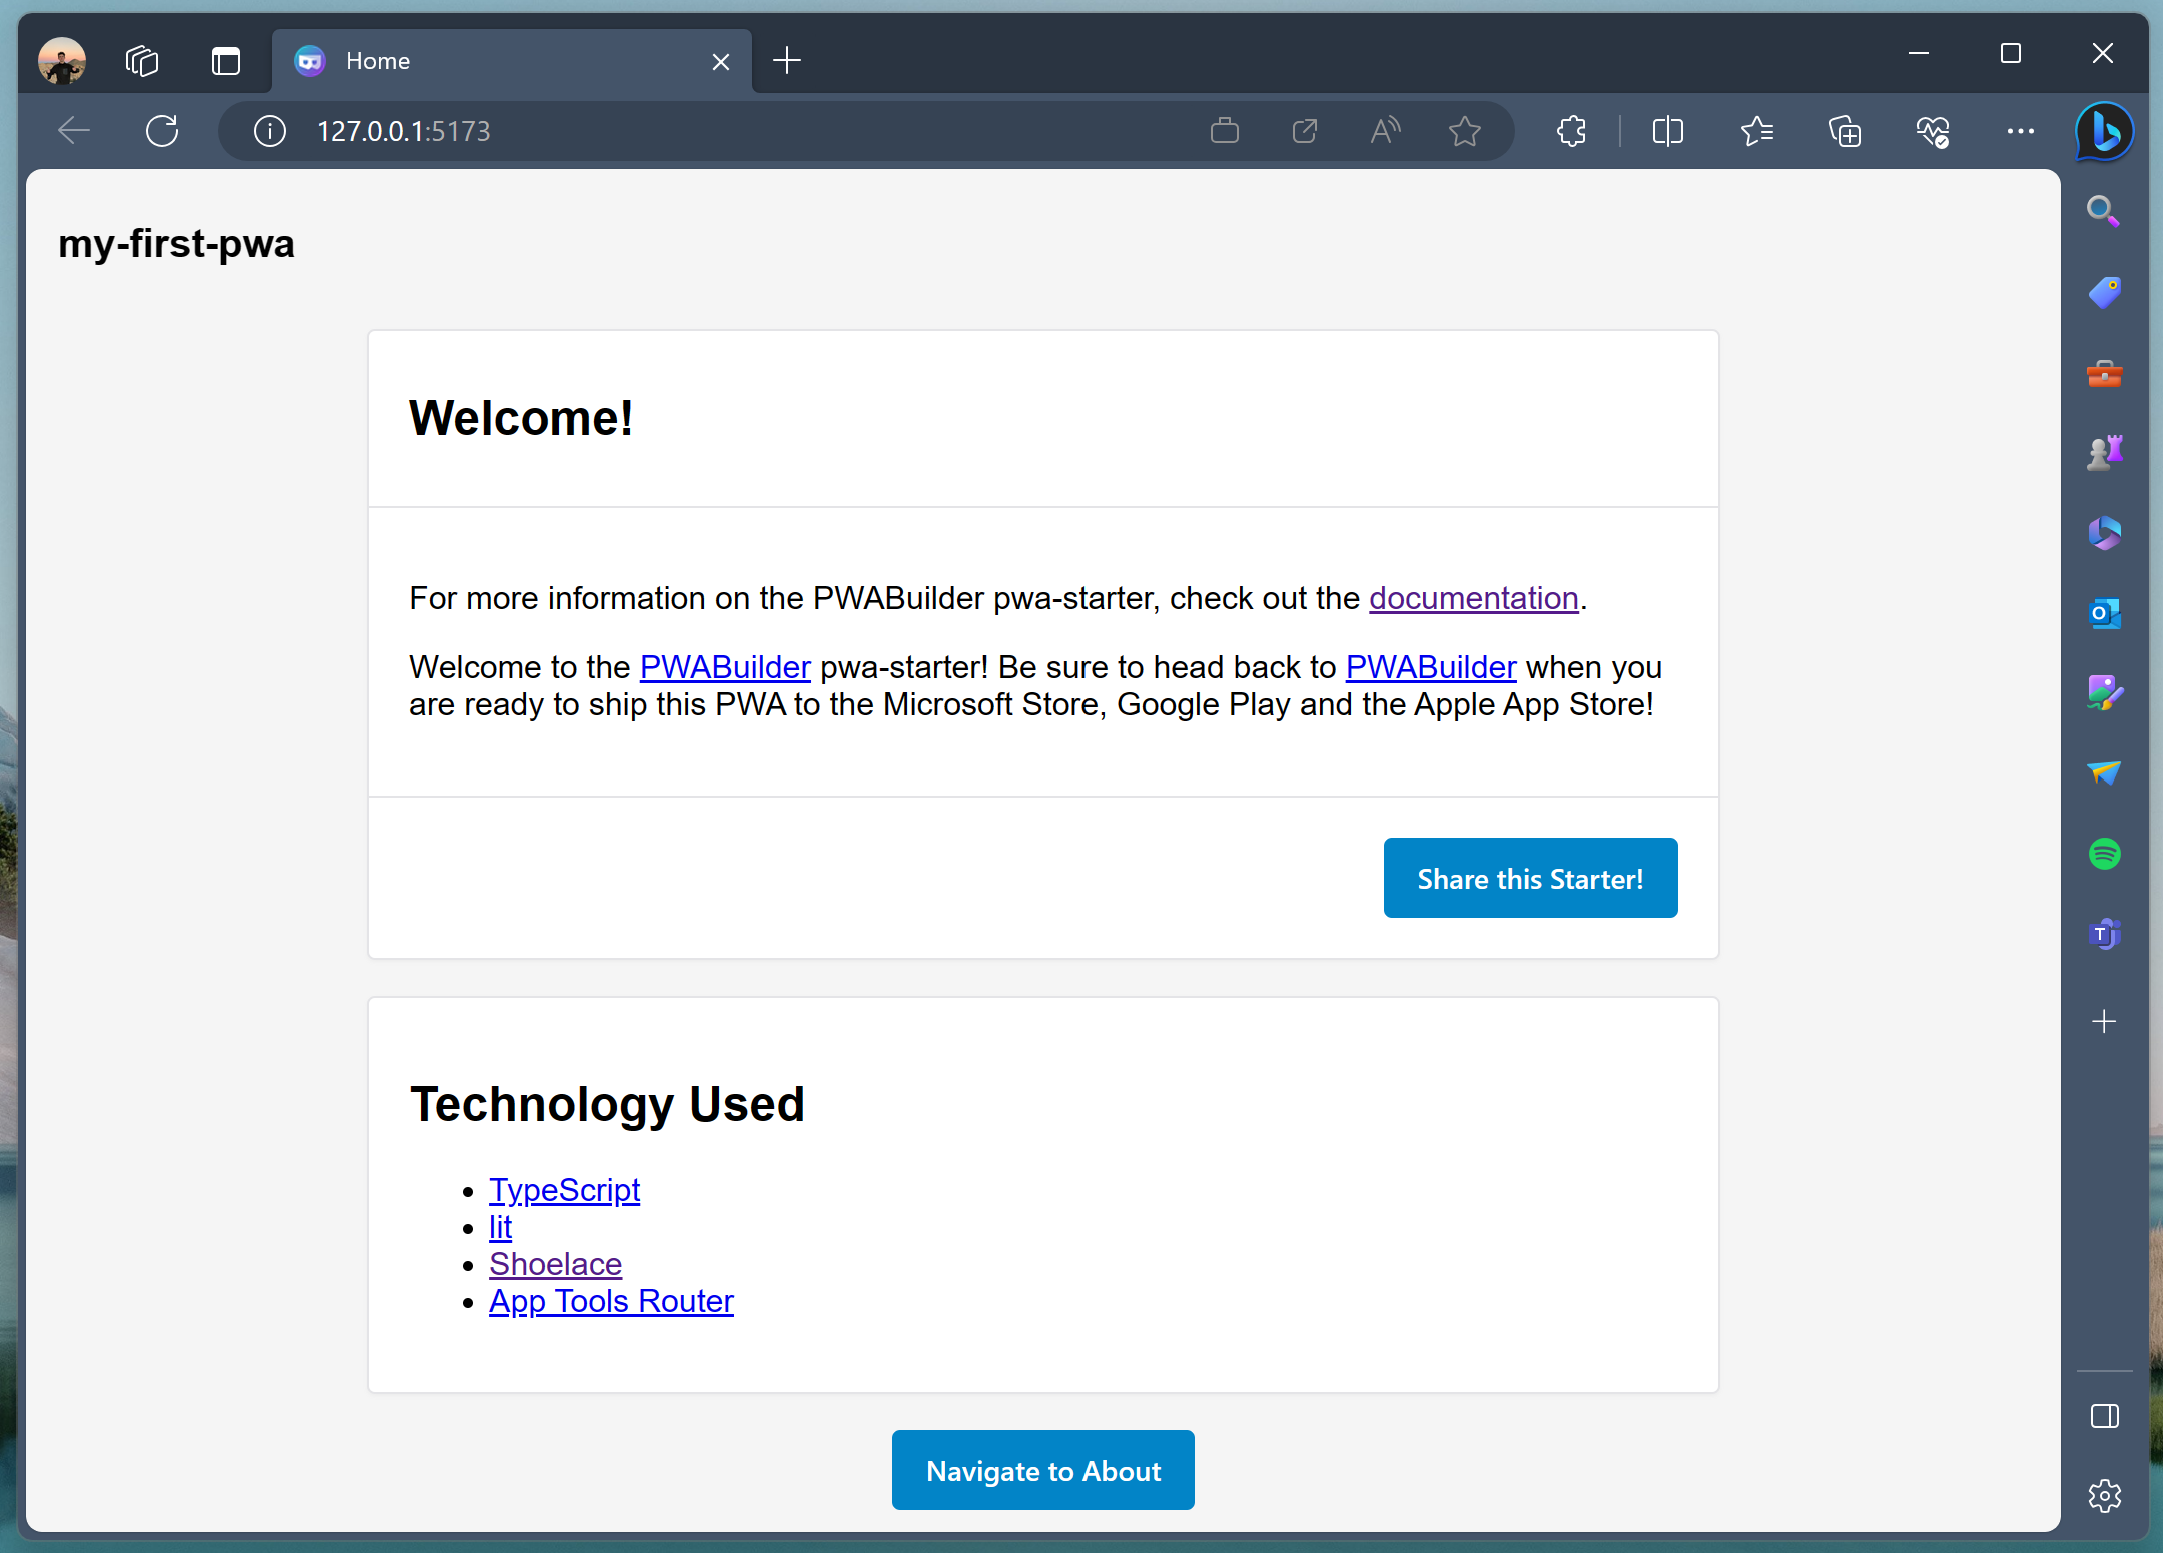 Home
127.0.0.1:5173
my-first-pwa
Welcome!
For more information on the PWABuilder pwa-starter, check out the documentation.
Welcome to the PWABuilder pwa-starter! Be sure to head back to PWABuilder when you
are ready to ship this PWA to the Microsoft Store, Google Play and the Apple App Store!
Share this Starter!
Technology Used
TypeScript
lit
Shoelace
App Tools Router
Navigate to About